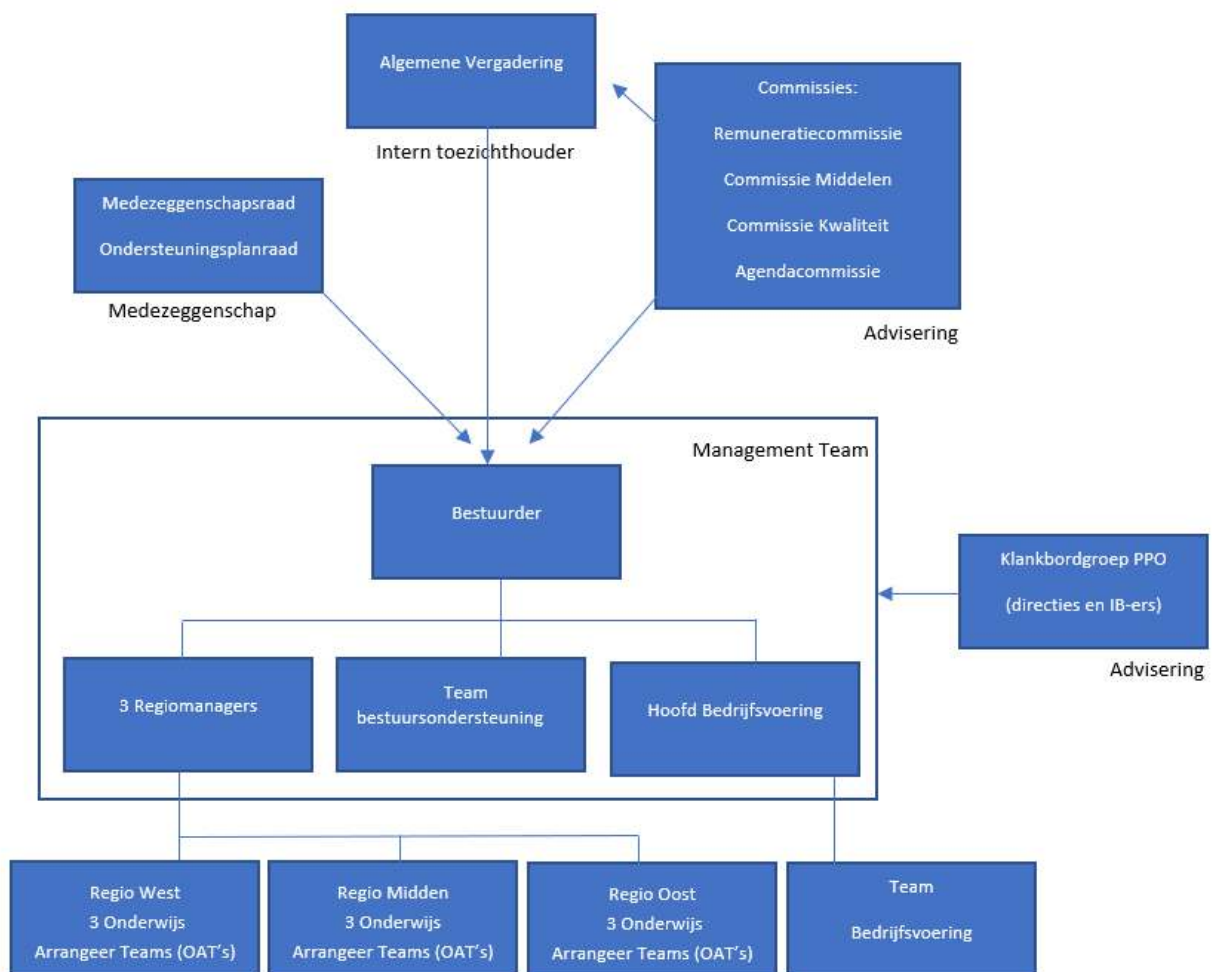 Algemene Vergadering
Intern toezichthouder
Commissies:
Remuneratiecommissie
Commissie Middelen
Commissie Kwaliteit
Agendacommissie
Advisering
Medezeggenschapsraad
Ondersteuningsplanraad
Medezeggenschap
Management Team
Bestuurder
Klankbordgroep PPO
(directies en IB-ers)
Advisering
3 Regiomanagers
Team
bestuursondersteuning
Hoofd Bedrijfsvoering
Regio West
3 Onderwijs
Arrangeer Teams (OAT's)
Regio Midden
3 Onderwijs
Arrangeer Teams (OAT's)
Regio Oost
3 Onderwijs
Arrangeer Teams (OAT's)
Team
Bedrijfsvoering